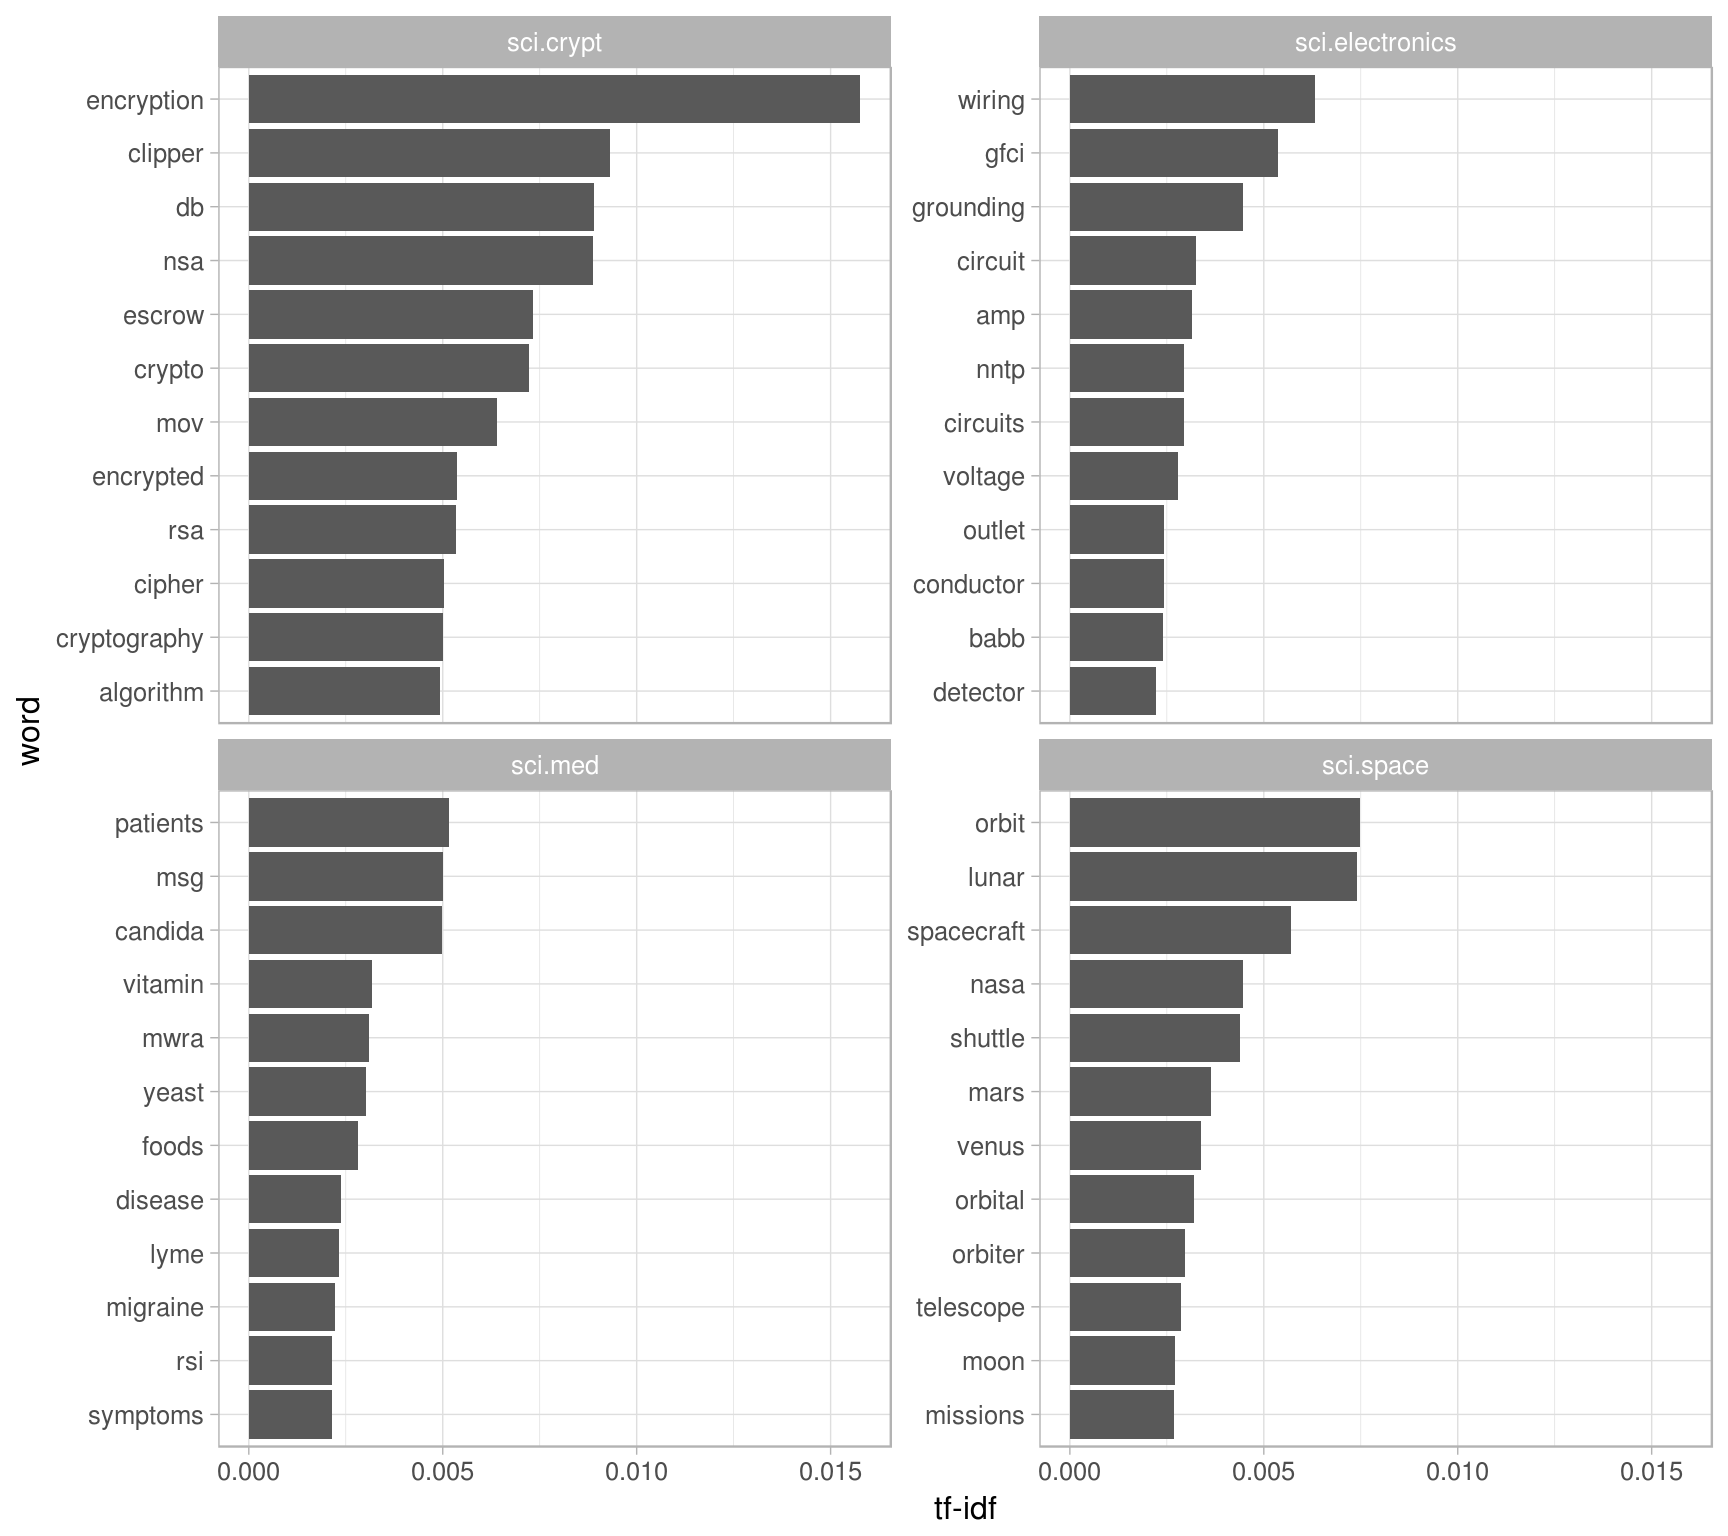 sci.crypt
encryption
clipper
db
nsa
escrow
crypto
mov
encrypted
rsa
cipher
cryptography
algorithm
sci.electronics
wiring
gfci
grounding
circuit
amp
nntp
circuits
voltage
outlet
conductor
babb
detector
sci.med
patients
msg
candida
vitamin
mwra
yeast
foods
disease
lyme
migraine
rsi
symptoms
0.000 0.005 0.010 0.015
sci.space
orbit
lunar
spacecraft
nasa
shuttle
mars
venus
orbital
orbiter
telescope
moon
missions
0.000 0.005 0.010 0.015
word
tf-idf